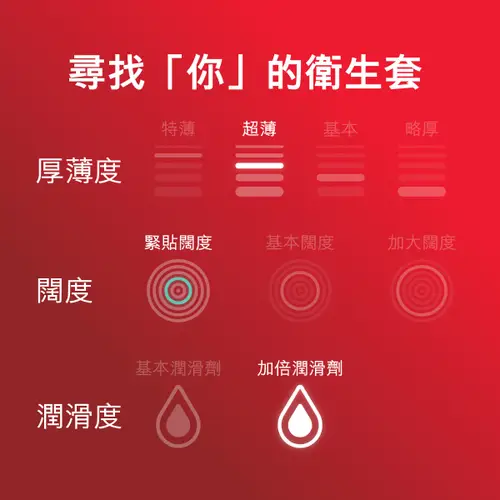 尋找「你」的衛生套
特薄 超薄 基本 略厚
厚薄度
緊貼闊度 基本闊度 加大闊度
闊度
基本潤滑劑 加倍潤滑劑
潤滑度